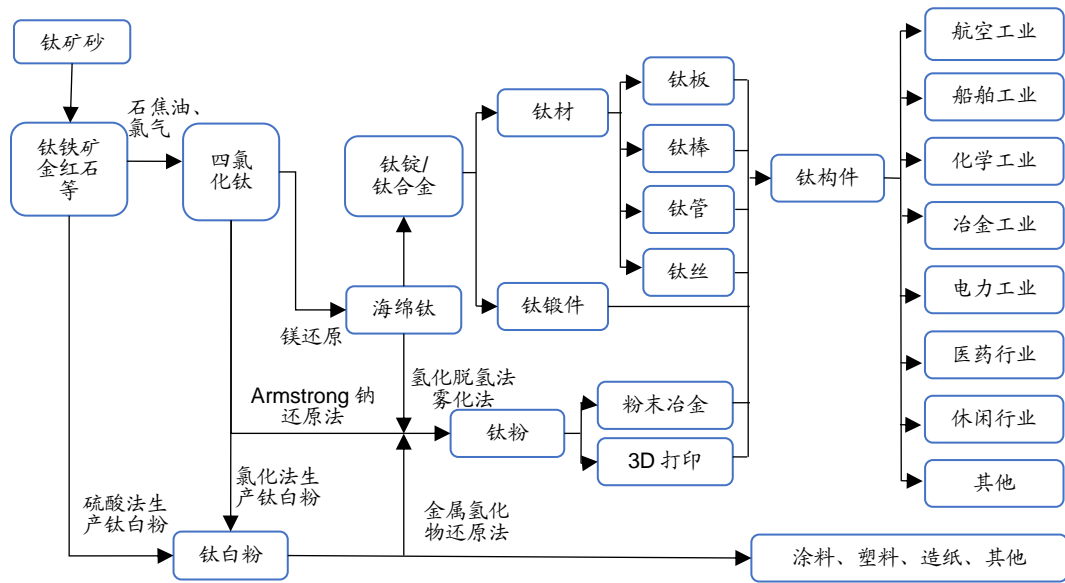 钛矿砂
石焦油、
氯气
钛铁矿
金红石
等
四氯
化钛
钛锭/
钛合金
钛材
钛板
钛棒
钛管
钛丝
钛锻件
钛构件
航空工业
船舶工业
化学工业
冶金工业
电力工业
医药行业
休闲行业
其他
海绵钛
镁还原
氢化脱氢法
雾化法
Armstrong 钠
还原法
钛粉
粉末冶金
3D 打印
氯化法生
产钛白粉
硫酸法生
产钛白粉
金属氢化
物还原法
钛白粉
涂料、塑料、造纸、其他